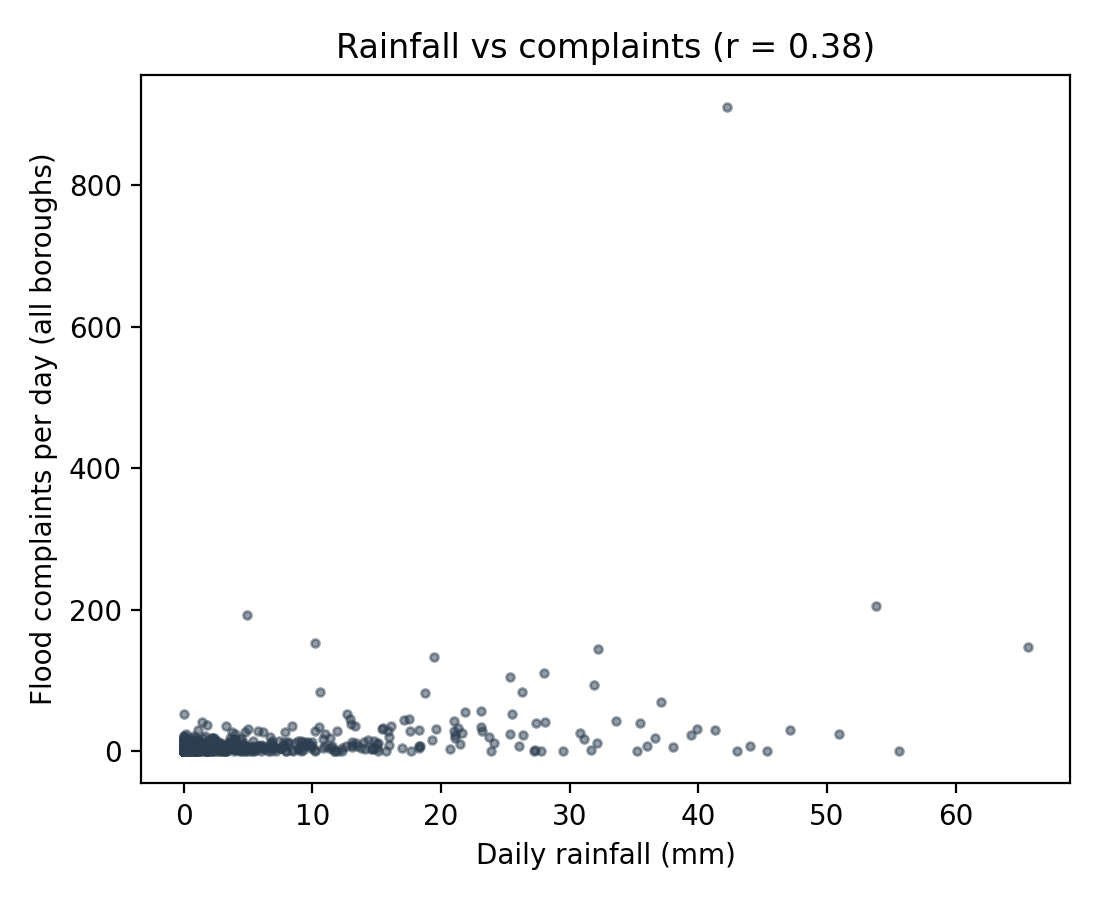 Rainfall vs complaints (r = 0.38)
Flood complaints per day (all boroughs)
800
600
400
200
0
0 10 20 30 40 50 60
Daily rainfall (mm)